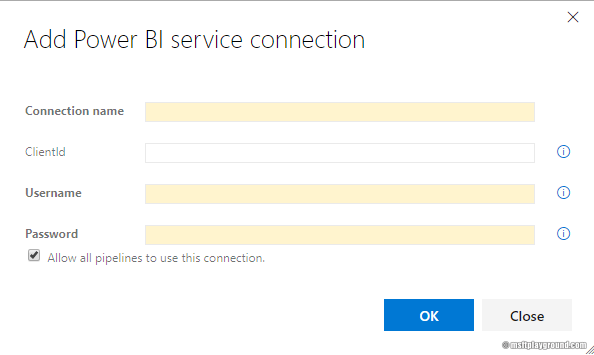 Add Power BI service connection
Connection name
ClientId
Username
Password
Allow all pipelines to use this connection.
OK
Close
© msftplayground.com